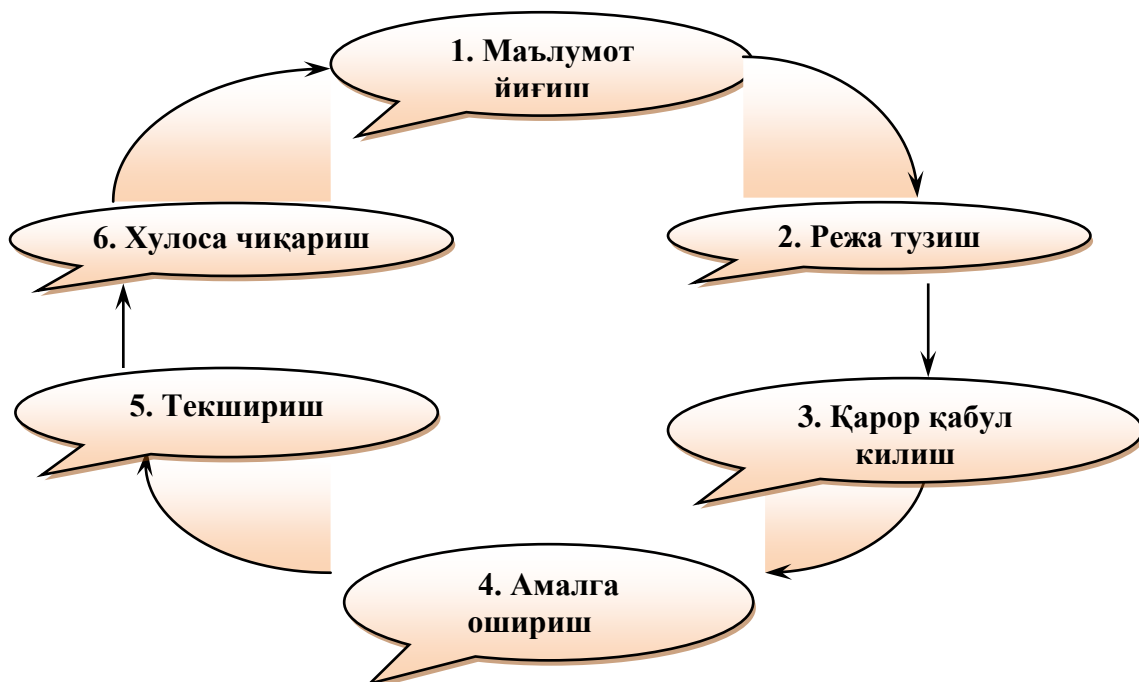 1. Маълумот
йиғиш
2. Режа тузиш
3. Қарор қабул
килиш
4. Амалга
ошириш
5. Текшириш
6. Хулоса чиқариш